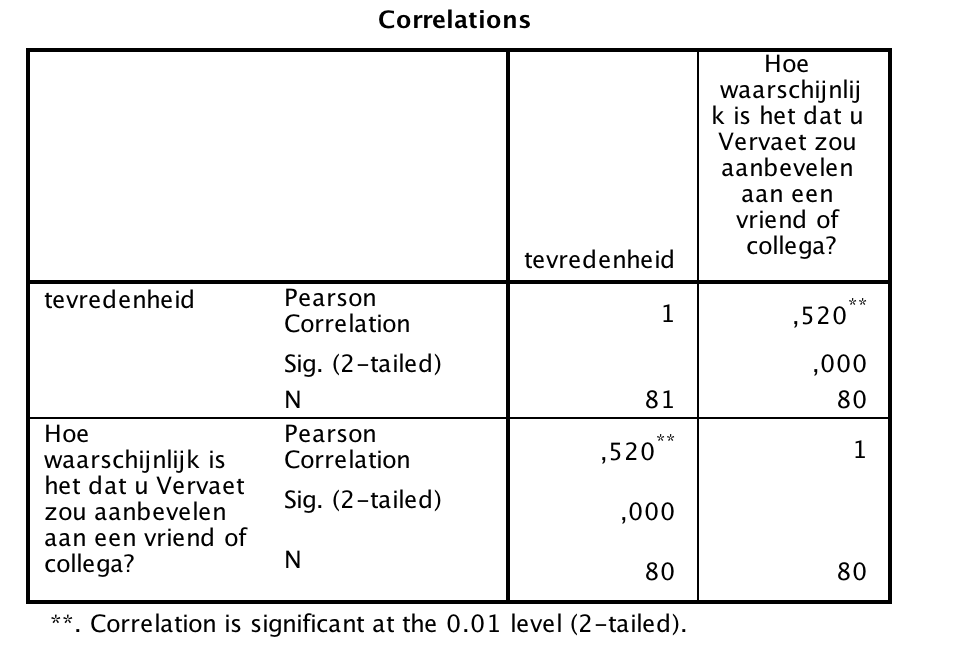 Correlations
tevredenheid
Hoe
waarschijnlij
k is het dat u
Vervaet zou
aanbevelen
aan een
vriend of
collega?
tevredenheid
Pearson
Correlation
1
,520**
Sig. (2-tailed)
,000
N
81
80
Hoe
waarschijnlijk is
het dat u Vervaet
zou aanbevelen
aan een vriend of
collega?
Pearson
Correlation
,520**
1
Sig. (2-tailed)
,000
N
80
80
**. Correlation is significant at the 0.01 level (2-tailed).